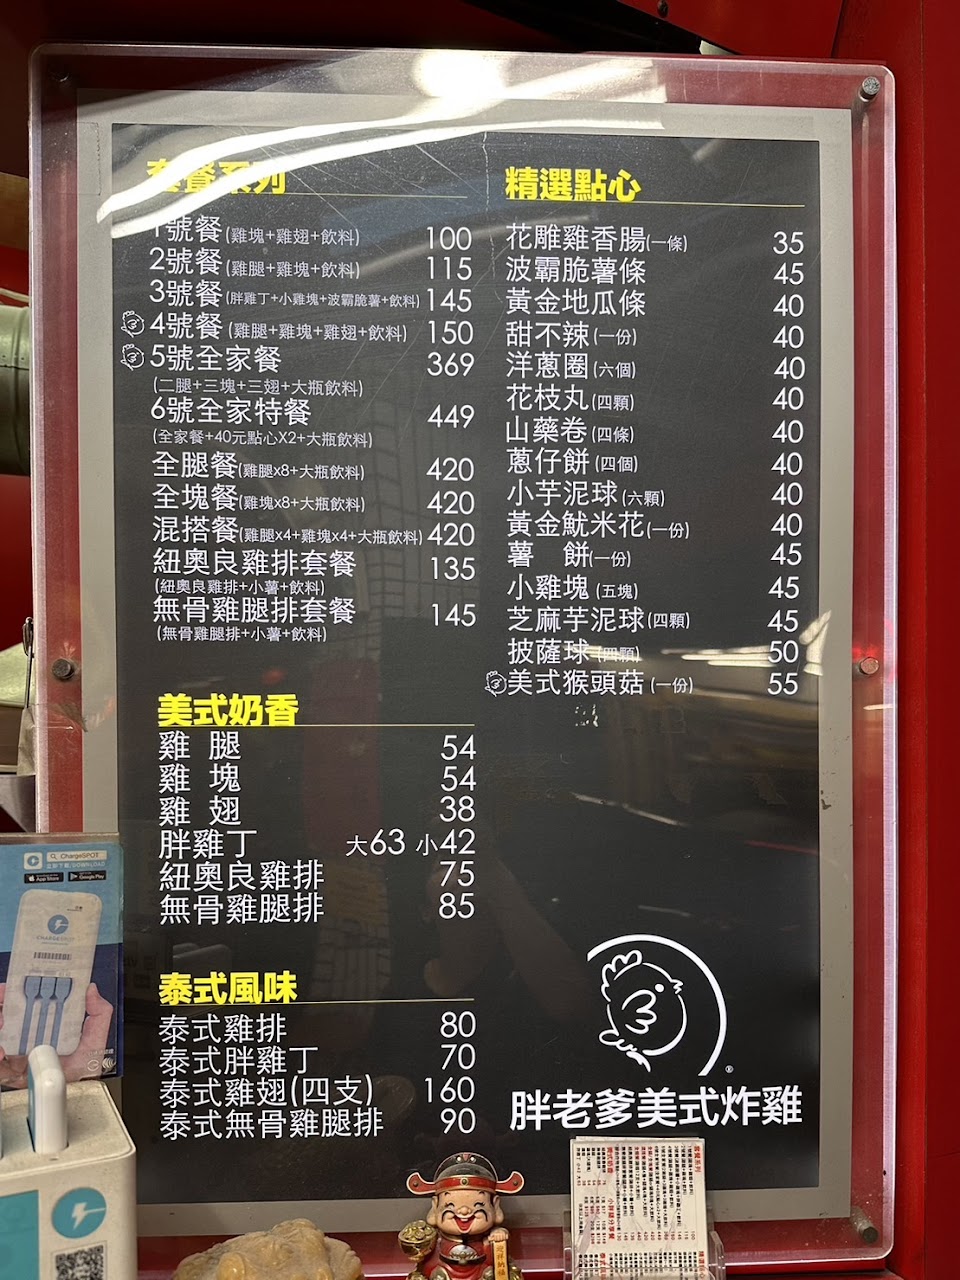 套餐系列
1號餐(雞塊+雞翅+飲料) 100
2號餐(雞腿+雞塊+飲料) 115
3號餐(胖雞丁+小雞塊+波霸脆薯+飲料) 145
4號餐(雞腿+雞塊+雞翅+飲料) 150
5號全家餐 369
(二腿+三塊+三翅+大瓶飲料)
6號全家特餐 449
(全家餐+40元點心X2+大瓶飲料)
全腿餐(雞腿x8+大瓶飲料) 420
全塊餐(雞塊x8+大瓶飲料) 420
混搭餐(雞腿x4+雞塊x4+大瓶飲料) 420
紐奧良雞排套餐 135
(紐奧良雞排+小薯+飲料)
無骨雞腿排套餐 145
(無骨雞腿排+小薯+飲料)
美式奶香
雞 腿 54
雞 塊 54
雞 翅 38
胖雞丁 大63 小42
紐奧良雞排 75
無骨雞腿排 85
泰式風味
泰式雞排 80
泰式胖雞丁 70
泰式雞翅(四支) 160
泰式無骨雞腿排 90
精選點心
花雕雞香腸(一條) 35
波霸脆薯條 45
黃金地瓜條 40
甜不辣(一份) 40
洋蔥圈(六個) 40
花枝丸(四顆) 40
山藥卷(四條) 40
蔥仔餅(四個) 40
小芋泥球(六顆) 40
黃金魷米花(一份) 40
薯 餅(一份) 45
小雞塊(五塊) 45
芝麻芋泥球(四顆) 45
披薩球(四顆) 50
美式猴頭菇(一份) 55
胖老爹美式炸雞
ChargeSPOT
App Store Google Play
CHARGESPOT